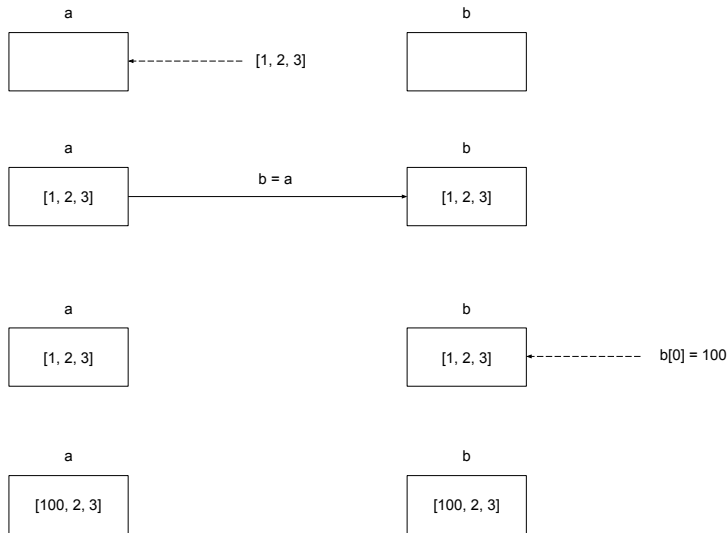 a
b
[1, 2, 3]
a
b
[1, 2, 3]
b = a
[1, 2, 3]
a
b
[1, 2, 3]
[1, 2, 3]
b[0] = 100
a
b
[100, 2, 3]
[100, 2, 3]